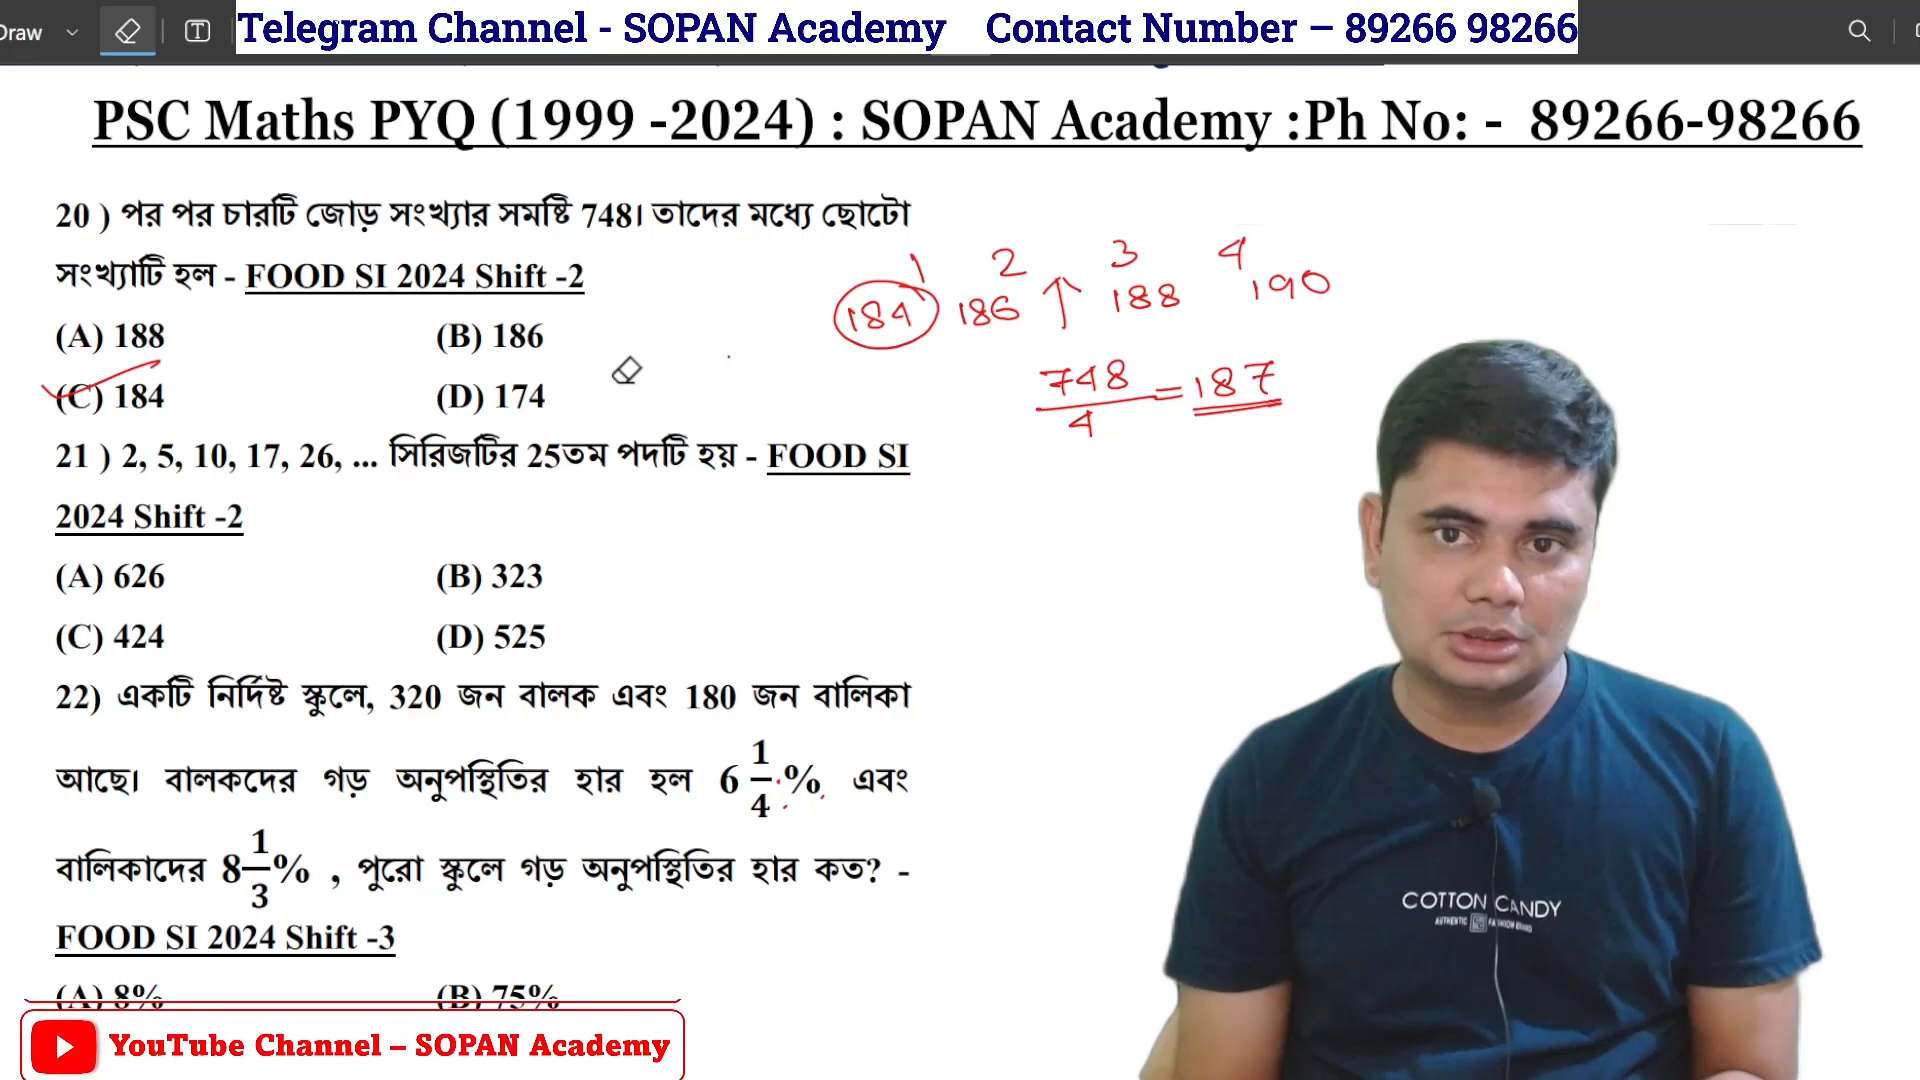 Draw
Telegram Channel - SOPAN Academy Contact Number – 89266 98266
PSC Maths PYQ (1999 -2024) : SOPAN Academy :Ph No: - 89266-98266
20 ) পর পর চারটি জোড় সংখ্যার সমষ্টি 748। তাদের মধ্যে ছোটো
সংখ্যাটি হল - FOOD SI 2024 Shift -2
(A) 188 (B) 186
(C) 184 (D) 174
1 2 3 4
184 186 188 190
748
4
= 187
21 ) 2, 5, 10, 17, 26, ... সিরিজটির 25তম পদটি হয় - FOOD SI
2024 Shift -2
(A) 626 (B) 323
(C) 424 (D) 525
22) একটি নির্দিষ্ট স্কুলে, 320 জন বালক এবং 180 জন বালিকা
আছে। বালকদের গড় অনুপস্থিতির হার হল 6 1/4 % এবং
বালিকাদের 8 1/3 % , পুরো স্কুলে গড় অনুপস্থিতির হার কত? -
FOOD SI 2024 Shift -3
(A) 8% (B) 75%
YouTube Channel – SOPAN Academy
COTTON CANDY